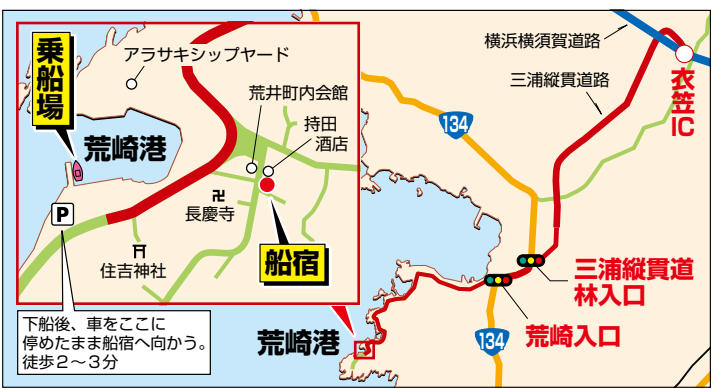 乗船場
アラサキシップヤード
荒崎港
荒井町内会館
持田
酒店
卍
長慶寺
P
住吉神社
船宿
下船後、車をここに
停めたまま船宿へ向かう。
徒歩2〜3分
横浜横須賀道路
三浦縦貫道路
衣笠IC
134
三浦縦貫道
林入口
荒崎入口
134
荒崎港